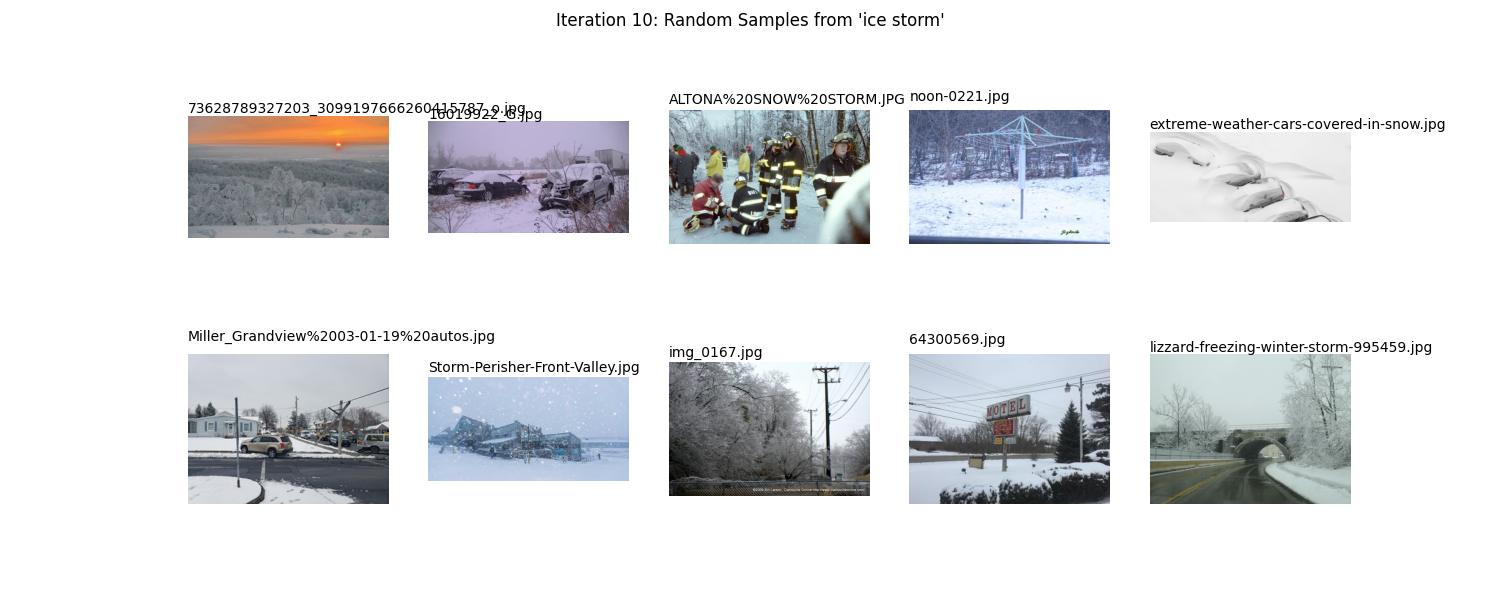 Iteration 10: Random Samples from 'ice storm'
73628789327203_3099197666260415787_o.jpg
16019922_G.jpg
ALTONA%20SNOW%20STORM.JPG
noon-0221.jpg
extreme-weather-cars-covered-in-snow.jpg
Miller_Grandview%2003-01-19%20autos.jpg
Storm-Perisher-Front-Valley.jpg
img_0167.jpg
64300569.jpg
MOTEL
lizzard-freezing-winter-storm-995459.jpg